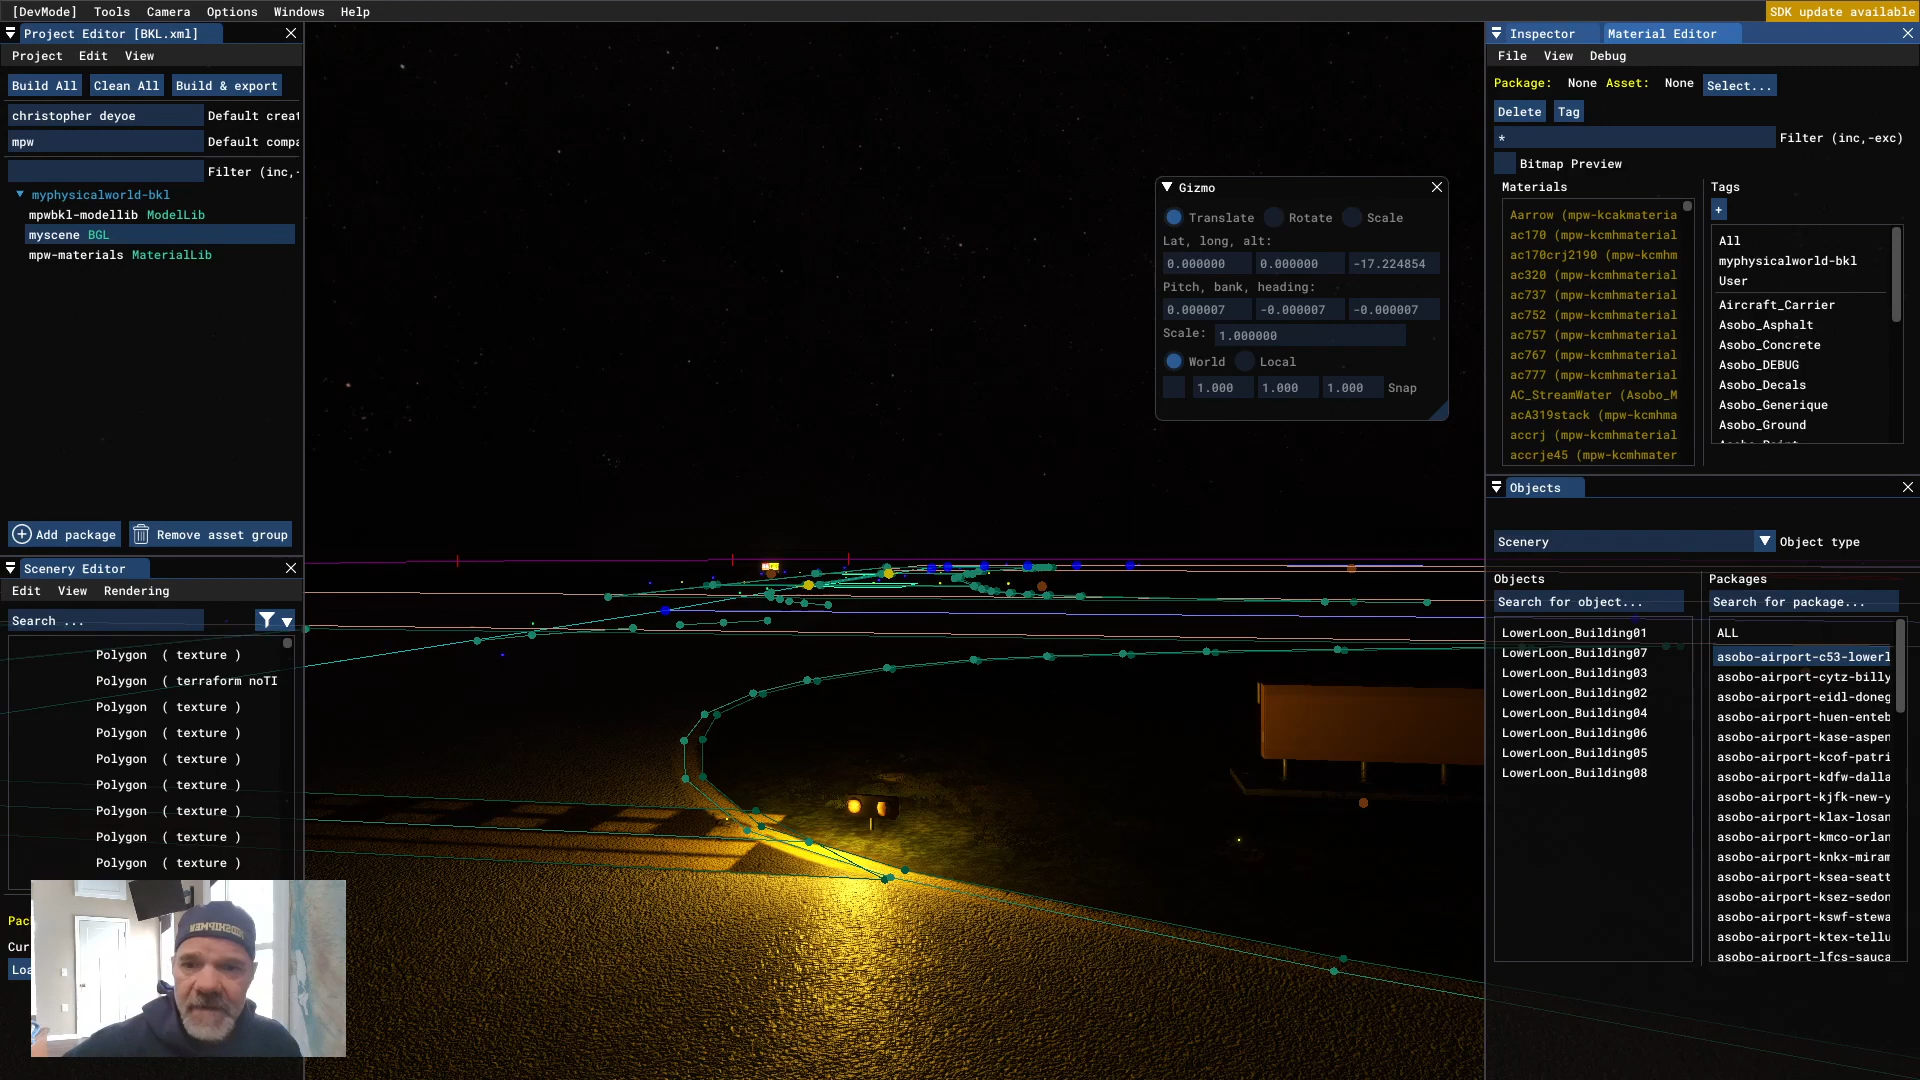 [DevMode] Tools Camera Options Windows Help
SDK update available
Project Editor [BKL.xml]
Project Edit View
Build All Clean All Build & export
christopher deyoe Default creat
mpw Default compa
Filter (inc,-
myphysicalworld-bkl
mpwbkl-modellib ModelLib
myscene BGL
mpw-materials MaterialLib
Add package Remove asset group
Scenery Editor
Edit View Rendering
Search ...
Polygon ( texture )
Polygon ( terraform noTI
Polygon ( texture )
Polygon ( texture )
Polygon ( texture )
Polygon ( texture )
Polygon ( texture )
Polygon ( texture )
Polygon ( texture )
Pac
Cur
Loa
MIDSHIPMEN
Gizmo
Translate Rotate Scale
Lat, long, alt:
0.000000 0.000000 -17.224854
Pitch, bank, heading:
0.000007 -0.000007 -0.000007
Scale: 1.000000
World Local
1.000 1.000 1.000 Snap
Inspector Material Editor
File View Debug
Package: None Asset: None Select...
Delete Tag
* Filter (inc,-exc)
Bitmap Preview
Materials
Aarrow (mpw-kcakmateria
ac170 (mpw-kcmhmaterial
ac170crj2190 (mpw-kcmhm
ac320 (mpw-kcmhmaterial
ac737 (mpw-kcmhmaterial
ac752 (mpw-kcmhmaterial
ac757 (mpw-kcmhmaterial
ac767 (mpw-kcmhmaterial
ac777 (mpw-kcmhmaterial
AC_StreamWater (Asobo_M
acA319stack (mpw-kcmhma
accrj (mpw-kcmhmaterial
accrje45 (mpw-kcmhmater
Tags
+
All
myphysicalworld-bkl
User
Aircraft_Carrier
Asobo_Asphalt
Asobo_Concrete
Asobo_DEBUG
Asobo_Decals
Asobo_Generique
Asobo_Ground
Objects
Scenery Object type
Objects
Search for object...
LowerLoon_Building01
LowerLoon_Building07
LowerLoon_Building03
LowerLoon_Building02
LowerLoon_Building04
LowerLoon_Building06
LowerLoon_Building05
LowerLoon_Building08
Packages
Search for package...
ALL
asobo-airport-c53-lowerl
asobo-airport-cytz-billy
asobo-airport-eidl-doneg
asobo-airport-huen-enteb
asobo-airport-kase-aspen
asobo-airport-kcof-patri
asobo-airport-kdfw-dalla
asobo-airport-kjfk-new-y
asobo-airport-klax-losan
asobo-airport-kmco-orlan
asobo-airport-knkx-miram
asobo-airport-ksea-seatt
asobo-airport-ksez-sedon
asobo-airport-kswf-stewa
asobo-airport-ktex-tellu
asobo-airport-lfcs-sauca